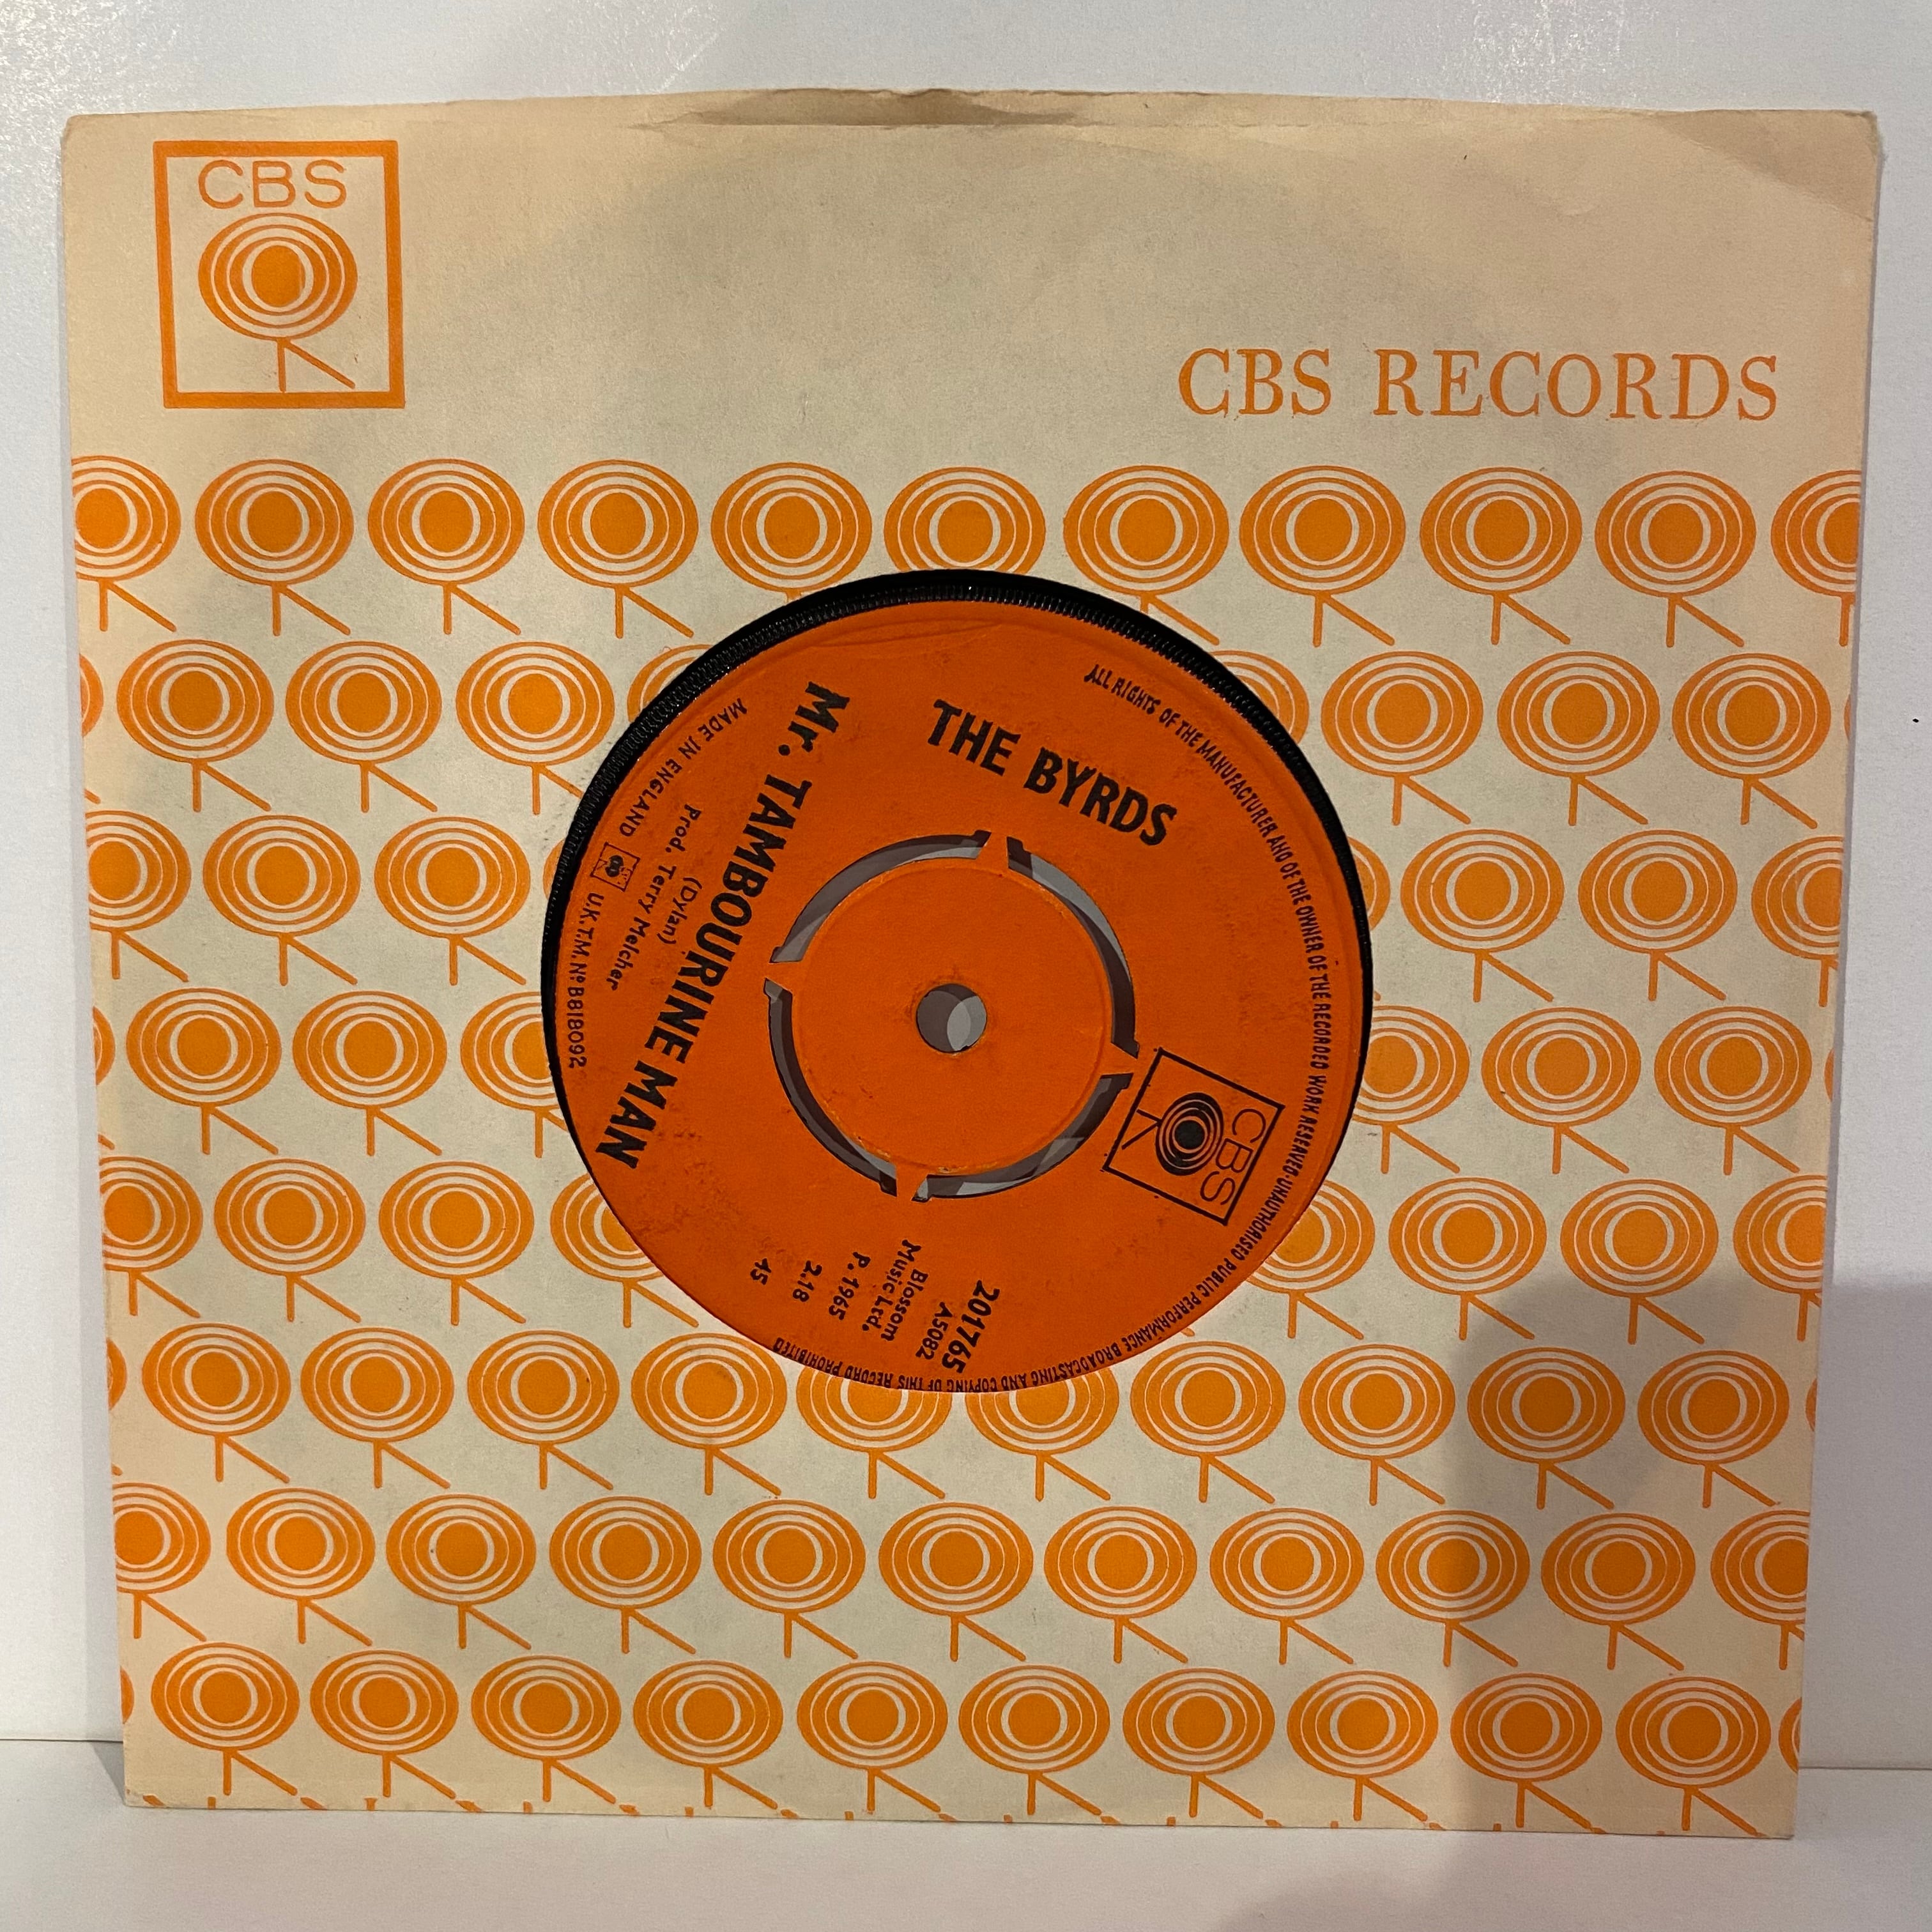 CBS
CBS RECORDS
ALL RIGHTS OF THE MANUFACTURER AND OF THE OWNER OF THE RECORDED WORK RESERVED·UNAUTHORISED PUBLIC PERFORMANCE BROADCASTING AND COPYING OF THIS RECORD PROHIBITED
CBS
THE BYRDS
201765
A5082
Blossom
Music Ltd.
P. 1965
2.18
45
Mr. TAMBOURINE MAN
(Dylan)
Prod. Terry Melcher
MADE IN ENGLAND
U.K.T.M. Nº B818092